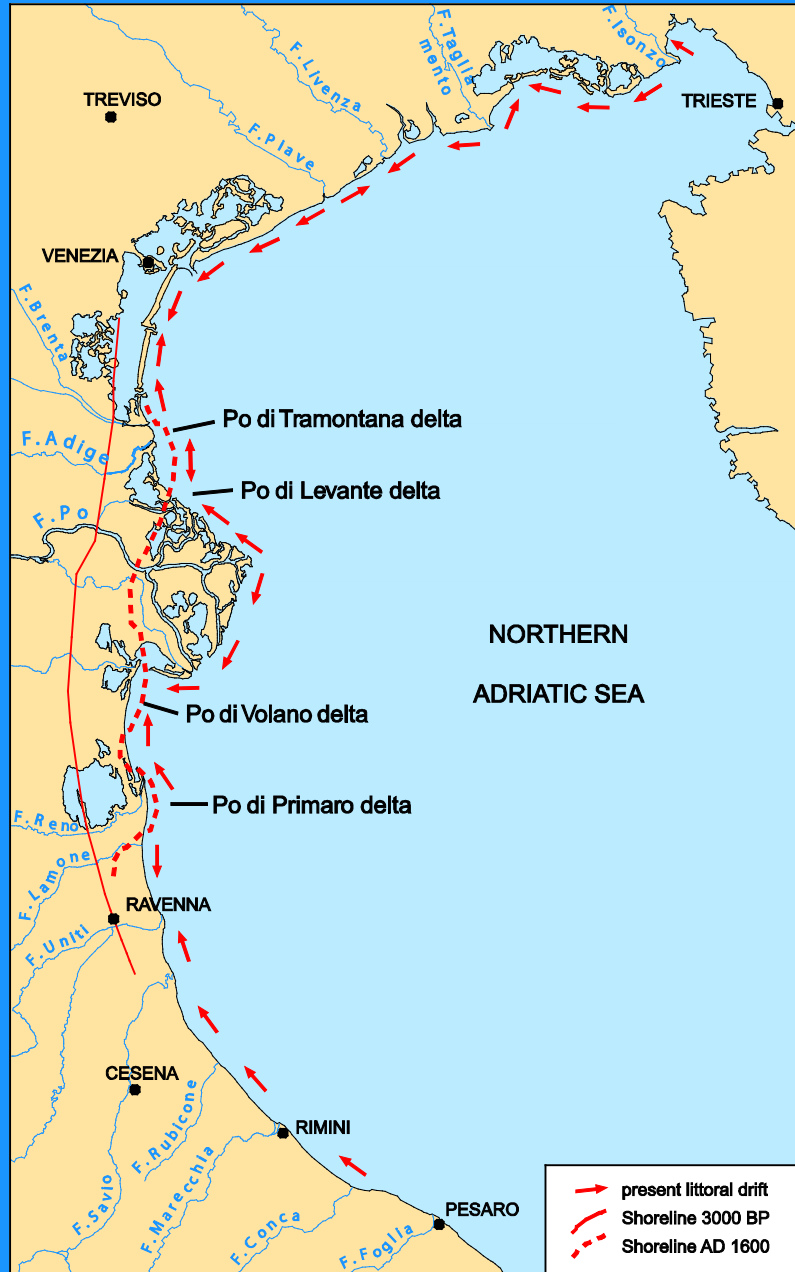 F. Isonzo
F. Taglia
mento
F. Livenza
TREVISO
TRIESTE
F. Piave
VENEZIA
F. Brenta
Po di Tramontana delta
F. Adige
Po di Levante delta
F. Po
NORTHERN
ADRIATIC SEA
Po di Volano delta
Po di Primaro delta
F. Reno
F. Lamone
RAVENNA
F. Uniti
CESENA
F. Rubicone
RIMINI
F. Savio
F. Marecchia
F. Conca
F. Foglia
PESARO
present littoral drift
Shoreline 3000 BP
Shoreline AD 1600